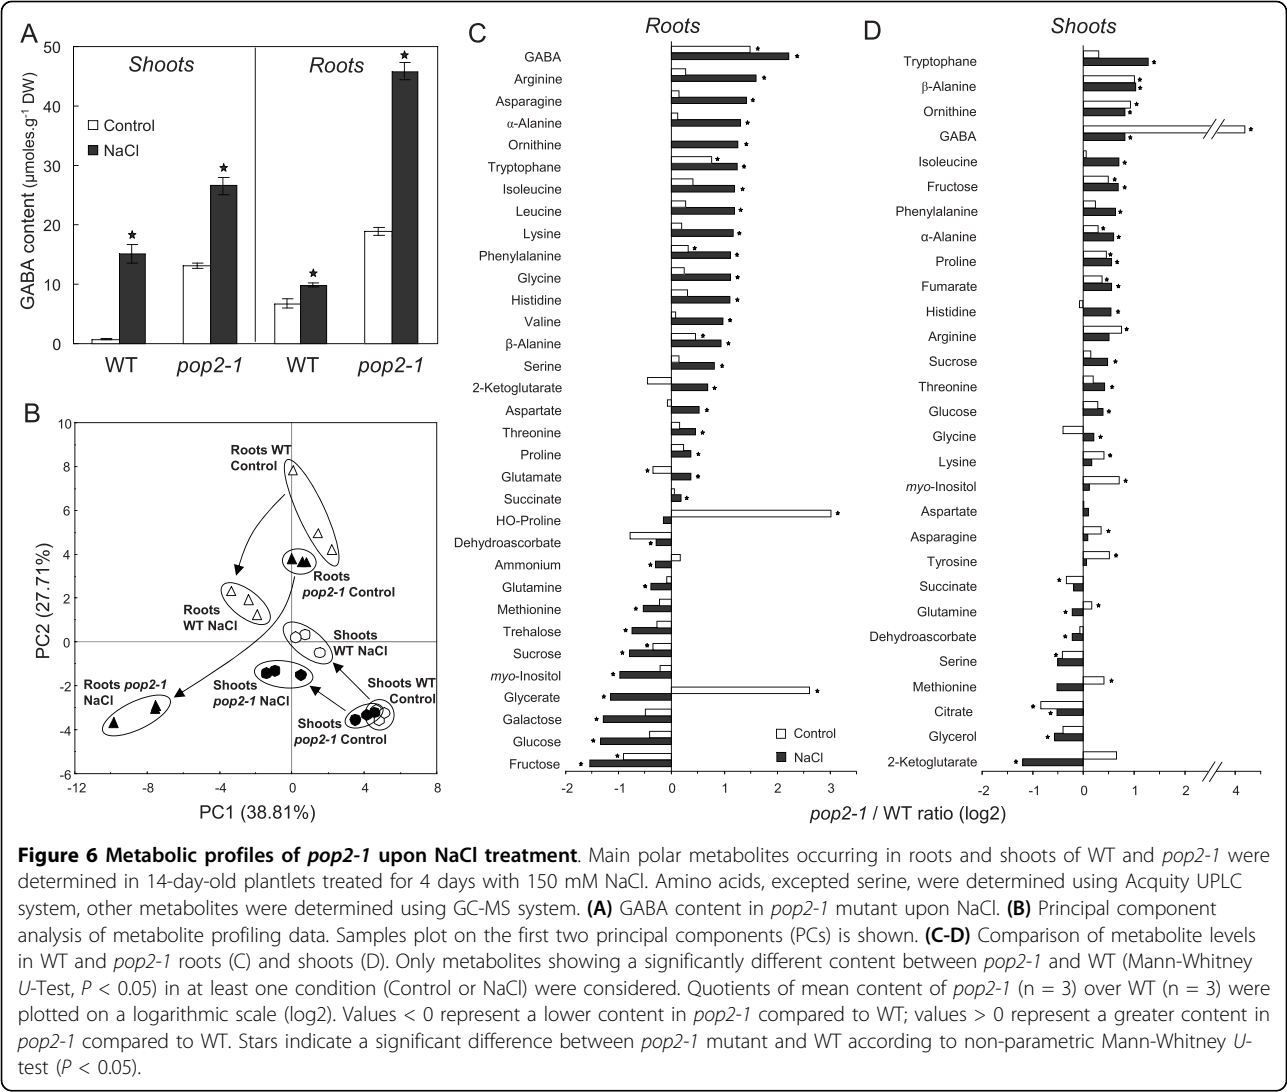 A
Shoots
Roots
Control
NaCl
GABA content (µmoles.g⁻¹ DW)
50
40
30
20
10
0
WT
pop2-1
WT
pop2-1
B
10
8
6
4
2
0
-2
-4
-6
-12
-8
-4
0
4
8
PC2 (27.71%)
PC1 (38.81%)
Roots WT
Control
Roots
pop2-1 Control
Roots
WT NaCl
Shoots
WT NaCl
Roots pop2-1
NaCl
Shoots
pop2-1 NaCl
Shoots WT
Control
Shoots
pop2-1 Control
C
Roots
GABA
Arginine
Asparagine
α-Alanine
Ornithine
Tryptophane
Isoleucine
Leucine
Lysine
Phenylalanine
Glycine
Histidine
Valine
β-Alanine
Serine
2-Ketoglutarate
Aspartate
Threonine
Proline
Glutamate
Succinate
HO-Proline
Dehydroascorbate
Ammonium
Glutamine
Methionine
Trehalose
Sucrose
myo-Inositol
Glycerate
Galactose
Glucose
Fructose
Control
NaCl
-2
-1
0
1
2
3
D
Shoots
Tryptophane
β-Alanine
Ornithine
GABA
Isoleucine
Fructose
Phenylalanine
α-Alanine
Proline
Fumarate
Histidine
Arginine
Sucrose
Threonine
Glucose
Glycine
Lysine
myo-Inositol
Aspartate
Asparagine
Tyrosine
Succinate
Glutamine
Dehydroascorbate
Serine
Methionine
Citrate
Glycerol
2-Ketoglutarate
-2
-1
0
1
2
4
pop2-1 / WT ratio (log2)
Figure 6 Metabolic profiles of pop2-1 upon NaCl treatment. Main polar metabolites occurring in roots and shoots of WT and pop2-1 were
determined in 14-day-old plantlets treated for 4 days with 150 mM NaCl. Amino acids, excepted serine, were determined using Acquity UPLC
system, other metabolites were determined using GC-MS system. (A) GABA content in pop2-1 mutant upon NaCl. (B) Principal component
analysis of metabolite profiling data. Samples plot on the first two principal components (PCs) is shown. (C-D) Comparison of metabolite levels
in WT and pop2-1 roots (C) and shoots (D). Only metabolites showing a significantly different content between pop2-1 and WT (Mann-Whitney
U-Test, P < 0.05) in at least one condition (Control or NaCl) were considered. Quotients of mean content of pop2-1 (n = 3) over WT (n = 3) were
plotted on a logarithmic scale (log2). Values < 0 represent a lower content in pop2-1 compared to WT; values > 0 represent a greater content in
pop2-1 compared to WT. Stars indicate a significant difference between pop2-1 mutant and WT according to non-parametric Mann-Whitney U-
test (P < 0.05).